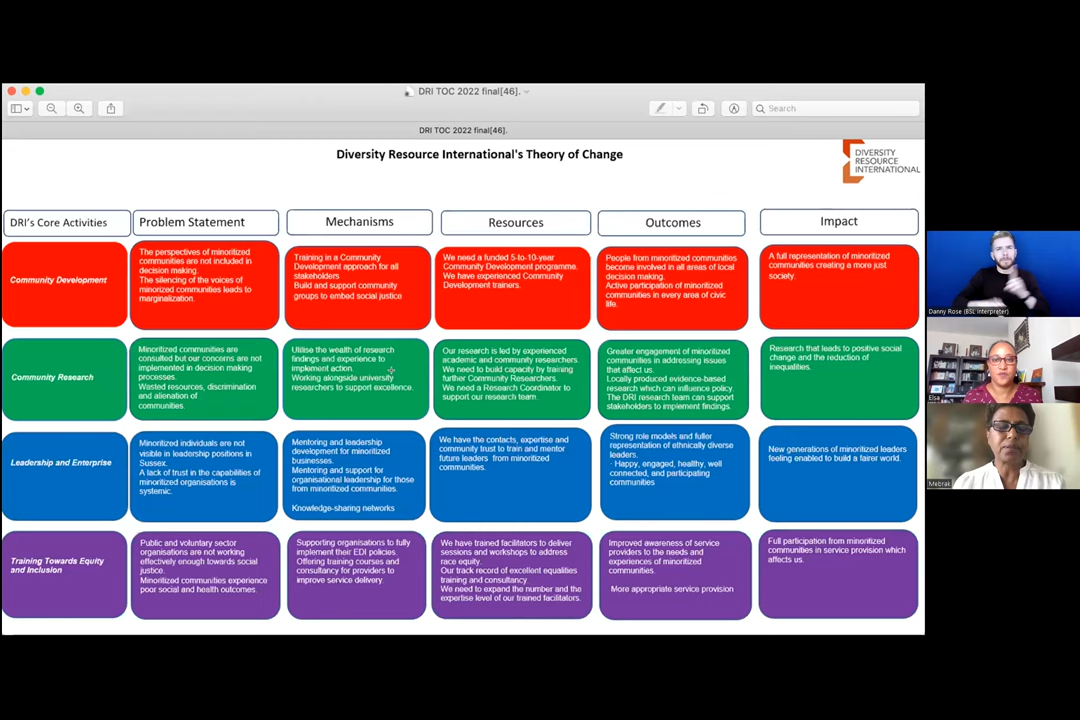 DRI TOC 2022 final[46].
Search
DRI TOC 2022 final[46].
Diversity Resource International's Theory of Change
DIVERSITY
RESOURCE
INTERNATIONAL
DRI's Core Activities
Problem Statement
Mechanisms
Resources
Outcomes
Impact
Community Development
The perspectives of minoritized
communities are not included in
decision making.
The silencing of the voices of
minorized communities leads to
marginalization.
Training in a Community
Development approach for all
stakeholders
Build and support community
groups to embed social justice
We need a funded 5-to-10-year
Community Development programme.
We have experienced Community
Development trainers.
People from minoritized communities
become involved in all areas of local
decision making.
Active participation of minoritized
communities in every area of civic
life.
A full representation of minoritized
communities creating a more just
society.
Community Research
Minoritized communities are
consulted but our concerns are not
implemented in decision making
processes.
Wasted resources, discrimination
and alienation of
communities.
Utilise the wealth of research
findings and experience to
implement action.
Working alongside university
researchers to support excellence.
Our research is led by experienced
academic and community researchers.
We need to build capacity by training
further Community Researchers.
We need a Research Coordinator to
support our research team.
Greater engagement of minoritized
communities in addressing issues
that affect us.
Locally produced evidence-based
research which can influence policy.
The DRI research team can support
stakeholders to implement findings.
Research that leads to positive social
change and the reduction of
inequalities.
Leadership and Enterprise
Minoritized individuals are not
visible in leadership positions in
Sussex.
A lack of trust in the capabilities of
minoritized organisations is
systemic.
Mentoring and leadership
development for minoritized
businesses.
Mentoring and support for
organisational leadership for those
from minoritized communities.
Knowledge-sharing networks
We have the contacts, expertise and
community trust to train and mentor
future leaders from minoritized
communities.
Strong role models and fuller
representation of ethnically diverse
leaders.
· Happy, engaged, healthy, well
connected, and participating
communities
New generations of minoritized leaders
feeling enabled to build a fairer world.
Training Towards Equity
and Inclusion
Public and voluntary sector
organisations are not working
effectively enough towards social
justice.
Minoritized communities experience
poor social and health outcomes.
Supporting organisations to fully
implement their EDI policies.
Offering training courses and
consultancy for providers to
improve service delivery.
We have trained facilitators to deliver
sessions and workshops to address
race equity.
Our track record of excellent equalities
training and consultancy.
We need to expand the number and the
expertise level of our trained facilitators.
Improved awareness of service
providers to the needs and
experiences of minoritized
communities.
More appropriate service provision
Full participation from minoritized
communities in service provision which
affects us.
Danny Rose (BSL interpreter)
Elsa
Mebrak